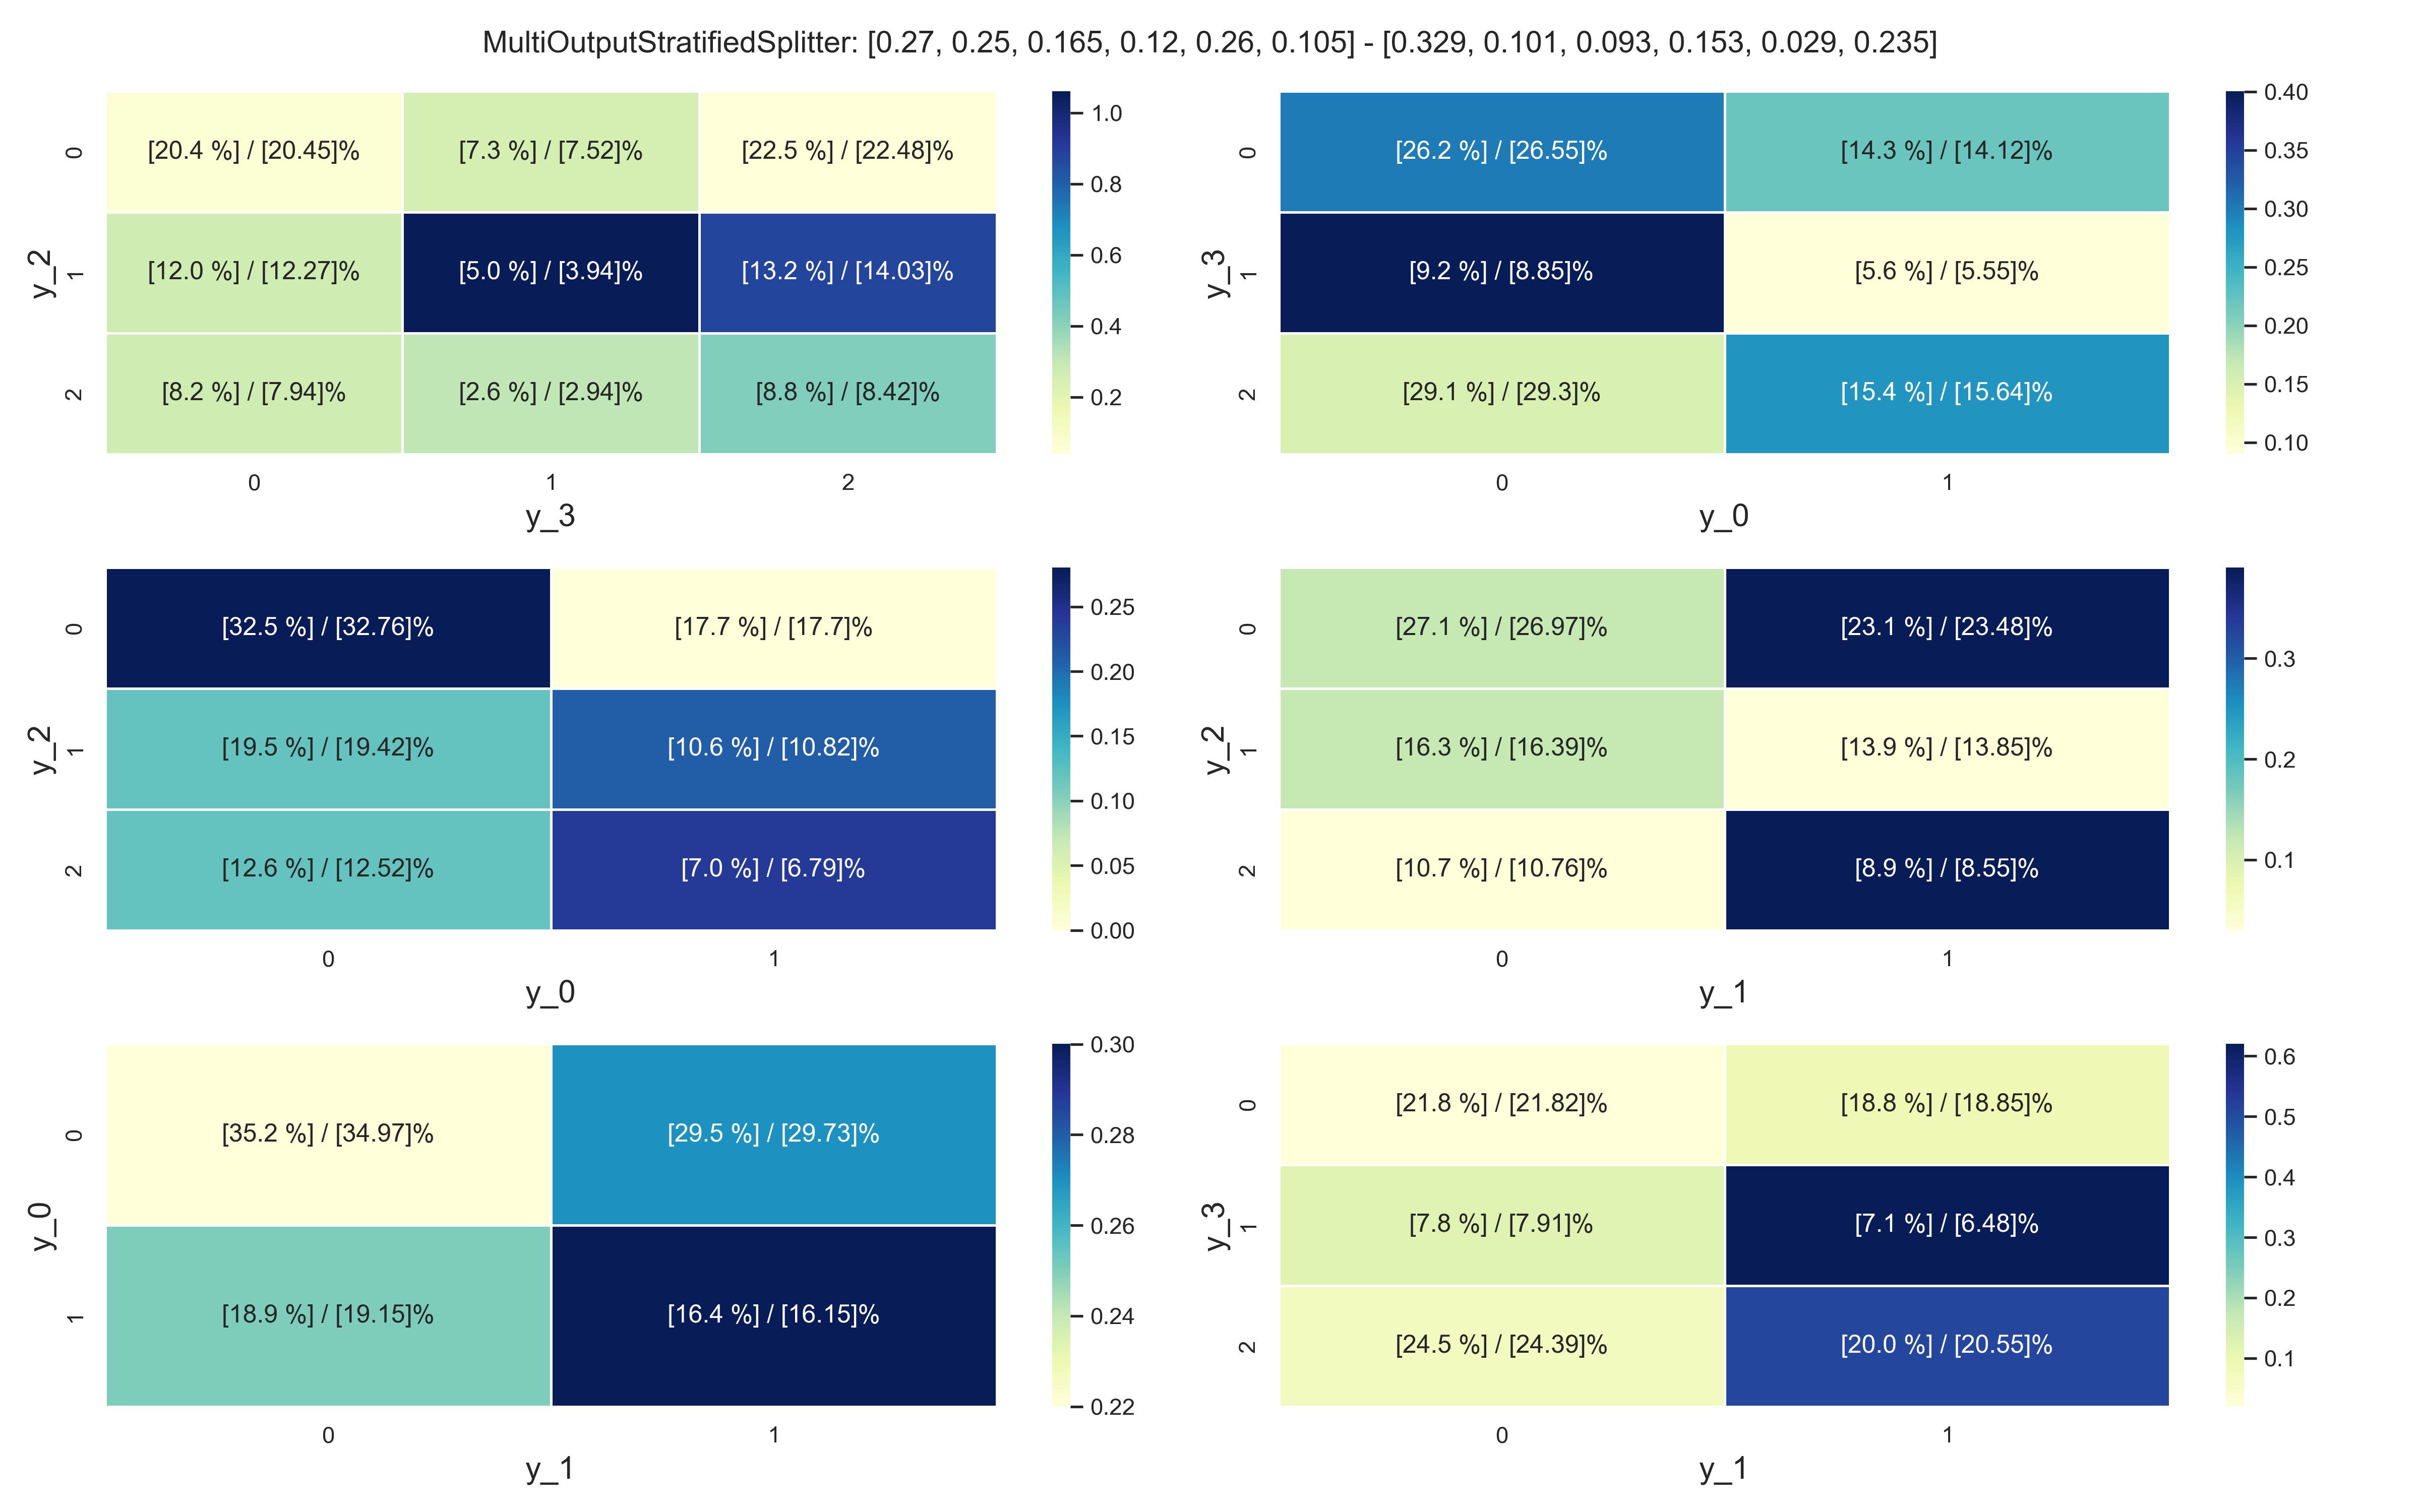 MultiOutputStratifiedSplitter: [0.27, 0.25, 0.165, 0.12, 0.26, 0.105] - [0.329, 0.101, 0.093, 0.153, 0.029, 0.235]
y_2
0
[20.4 %] / [20.45]%
[7.3 %] / [7.52]%
[22.5 %] / [22.48]%
1
[12.0 %] / [12.27]%
[5.0 %] / [3.94]%
[13.2 %] / [14.03]%
2
[8.2 %] / [7.94]%
[2.6 %] / [2.94]%
[8.8 %] / [8.42]%
0
1
2
y_3
1.0
0.8
0.6
0.4
0.2
y_3
0
[26.2 %] / [26.55]%
[14.3 %] / [14.12]%
1
[9.2 %] / [8.85]%
[5.6 %] / [5.55]%
2
[29.1 %] / [29.3]%
[15.4 %] / [15.64]%
0
1
y_0
0.40
0.35
0.30
0.25
0.20
0.15
0.10
y_2
0
[32.5 %] / [32.76]%
[17.7 %] / [17.7]%
1
[19.5 %] / [19.42]%
[10.6 %] / [10.82]%
2
[12.6 %] / [12.52]%
[7.0 %] / [6.79]%
0
1
y_0
0.25
0.20
0.15
0.10
0.05
0.00
y_2
0
[27.1 %] / [26.97]%
[23.1 %] / [23.48]%
1
[16.3 %] / [16.39]%
[13.9 %] / [13.85]%
2
[10.7 %] / [10.76]%
[8.9 %] / [8.55]%
0
1
y_1
0.3
0.2
0.1
y_0
0
[35.2 %] / [34.97]%
[29.5 %] / [29.73]%
1
[18.9 %] / [19.15]%
[16.4 %] / [16.15]%
0
1
y_1
0.30
0.28
0.26
0.24
0.22
y_3
0
[21.8 %] / [21.82]%
[18.8 %] / [18.85]%
1
[7.8 %] / [7.91]%
[7.1 %] / [6.48]%
2
[24.5 %] / [24.39]%
[20.0 %] / [20.55]%
0
1
y_1
0.6
0.5
0.4
0.3
0.2
0.1